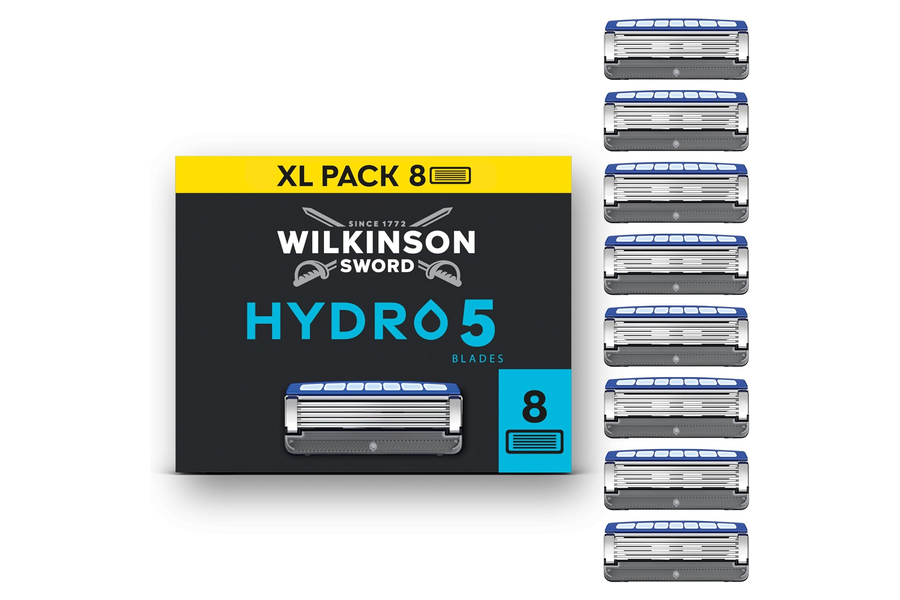 XL PACK 8
SINCE 1772
WILKINSON
SWORD
HYDRO 5
BLADES
8